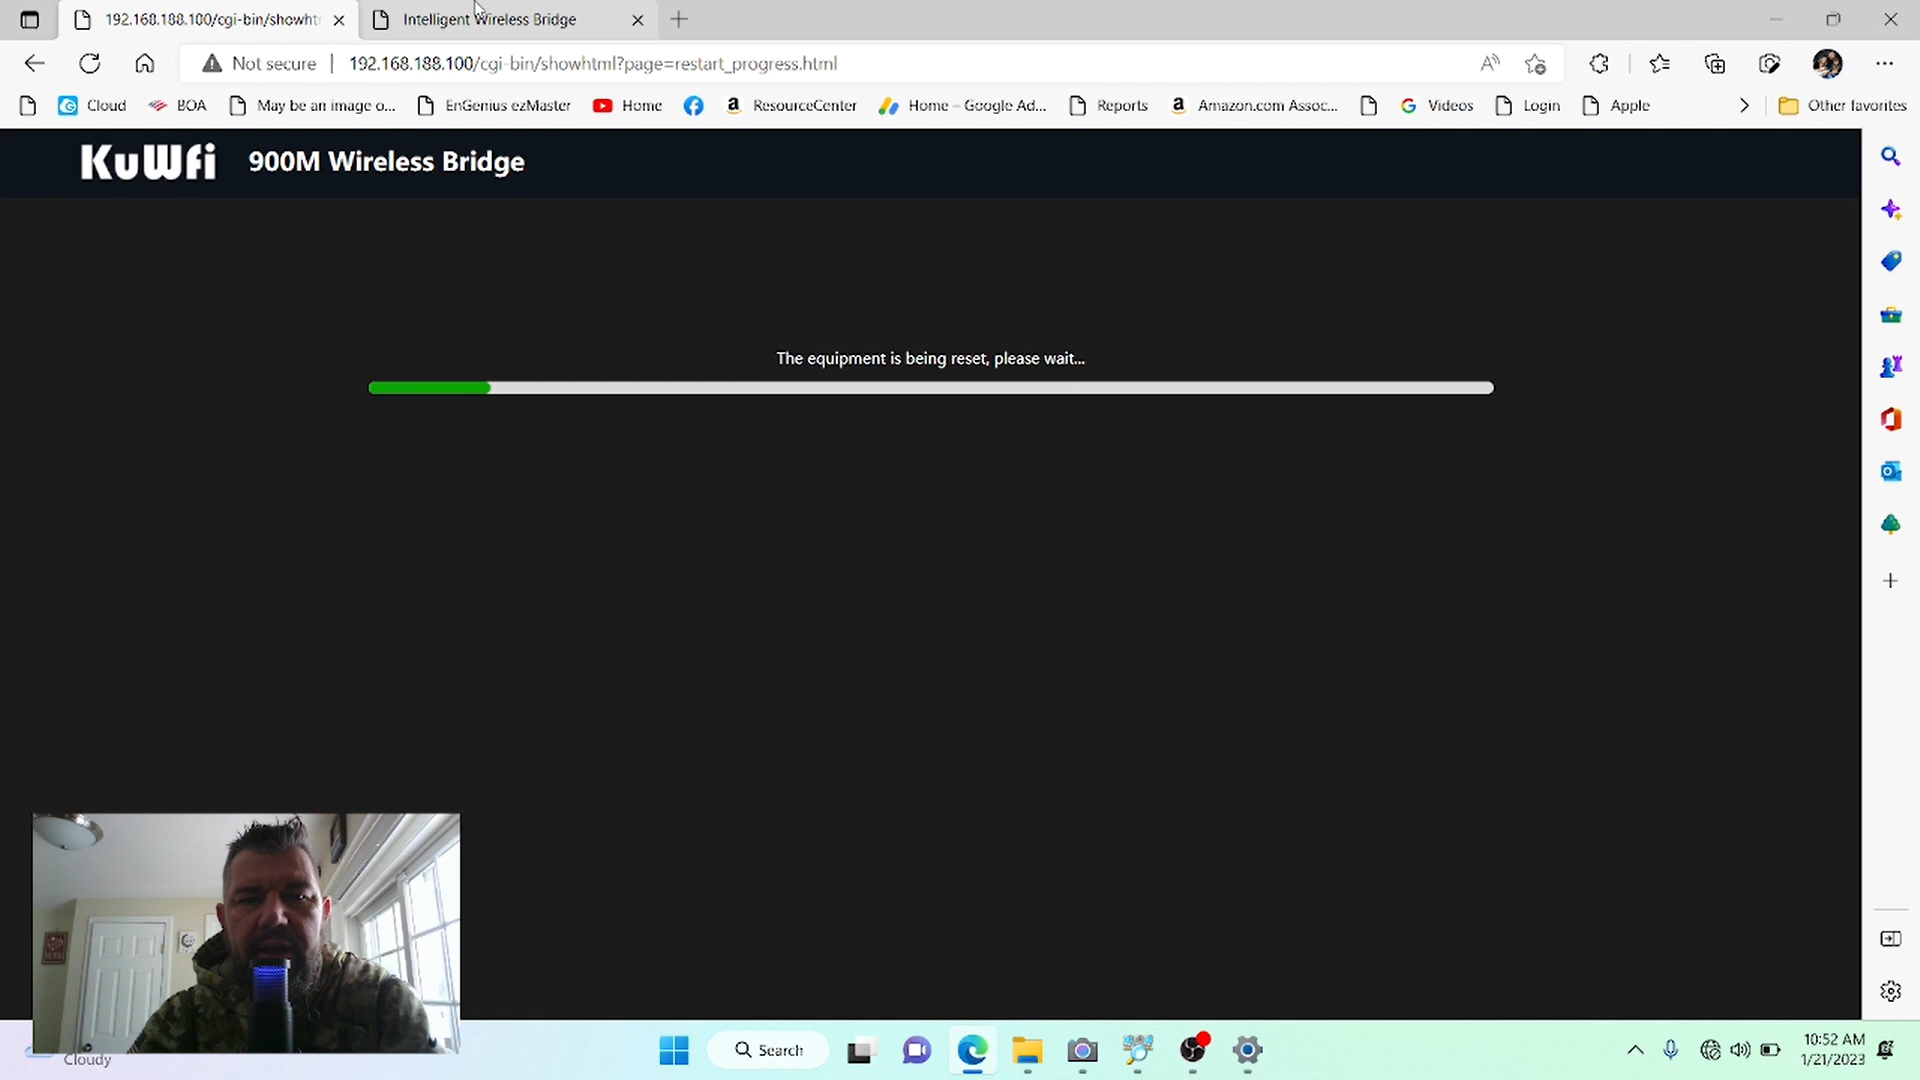 192.168.188.100/cgi-bin/showht
Intelligent Wireless Bridge
Not secure
192.168.188.100/cgi-bin/showhtml?page=restart_progress.html
Cloud
BOA
May be an image o...
EnGenius ezMaster
Home
ResourceCenter
Home – Google Ad...
Reports
Amazon.com Assoc...
Videos
Login
Apple
Other favorites
KuWfi
900M Wireless Bridge
The equipment is being reset, please wait...
Cloudy
Search
10:52 AM
1/21/2023